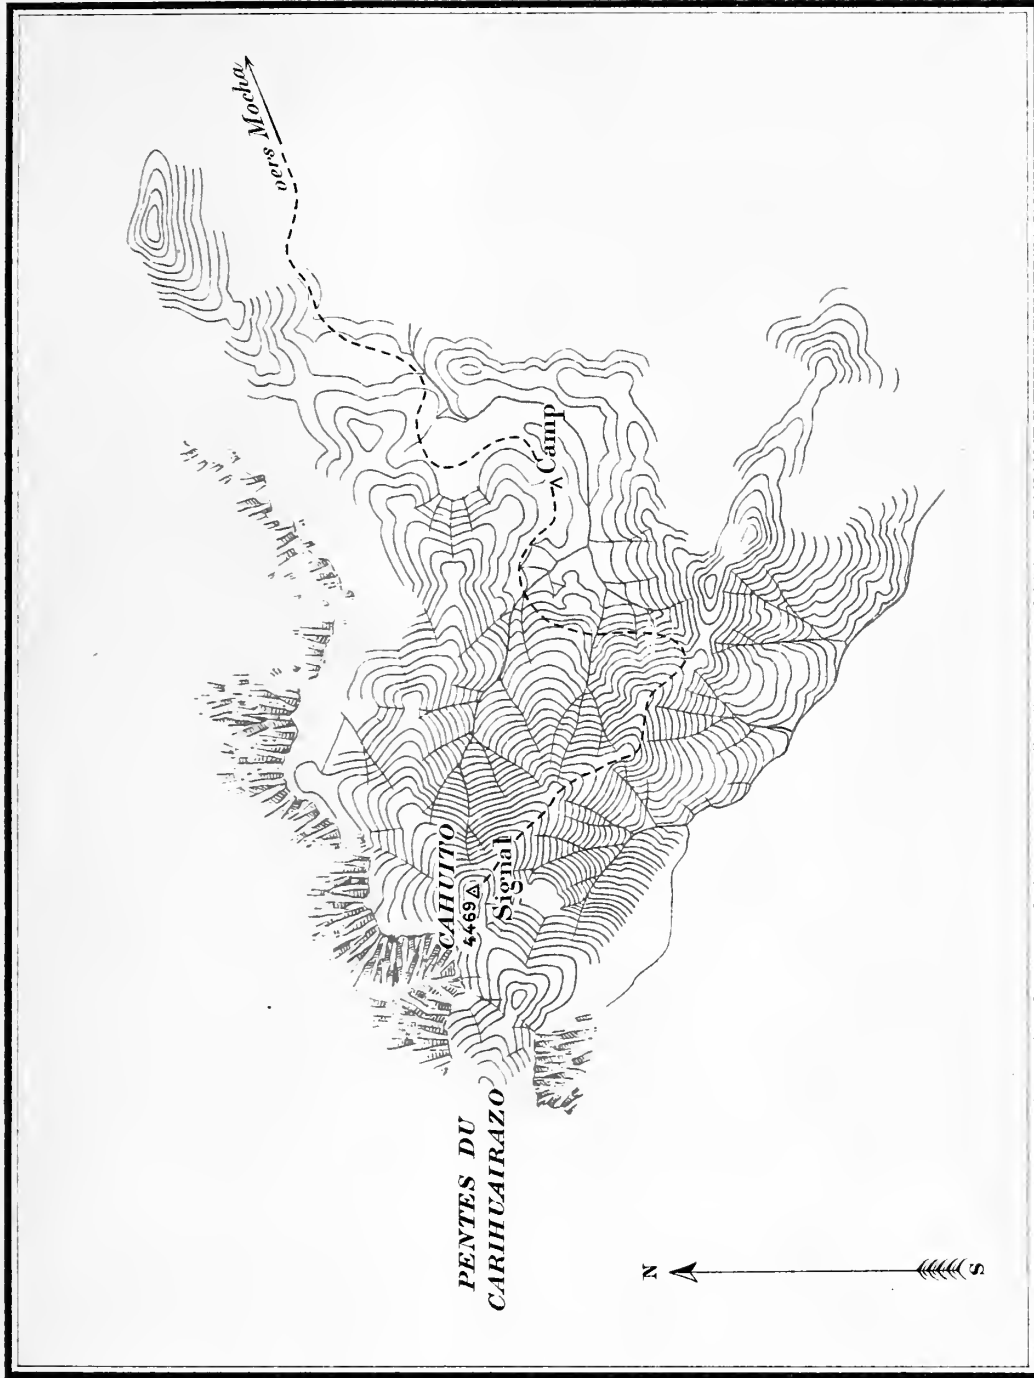 vers Mocha
CAHUITO
4469
Signal
Camp
PENTES DU
CARIHUAIRAZO
N
S